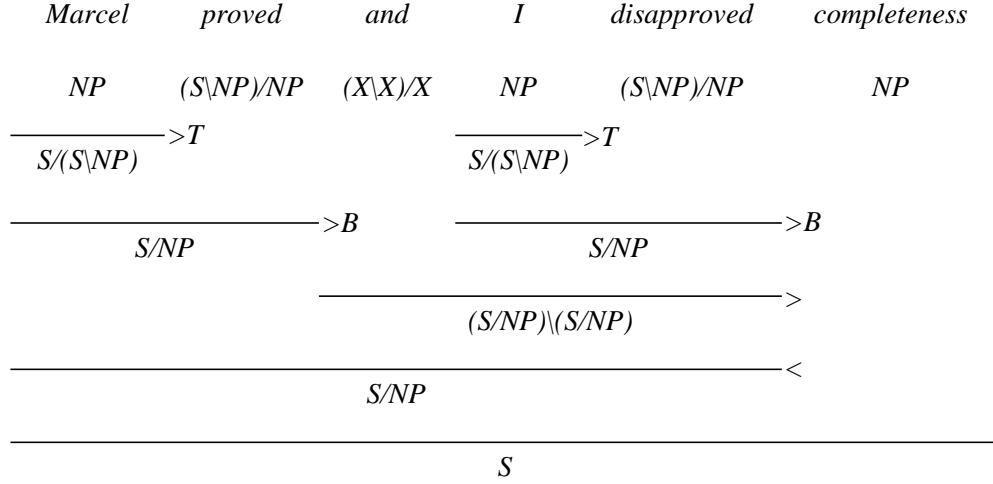 Marcel proved and I disapproved completeness
NP (S\NP)/NP (X\X)/X NP (S\NP)/NP NP
>T >T
S/(S\NP) S/(S\NP)
>B >B
S/NP S/NP
>
(S/NP)\(S/NP)
<
S/NP
S